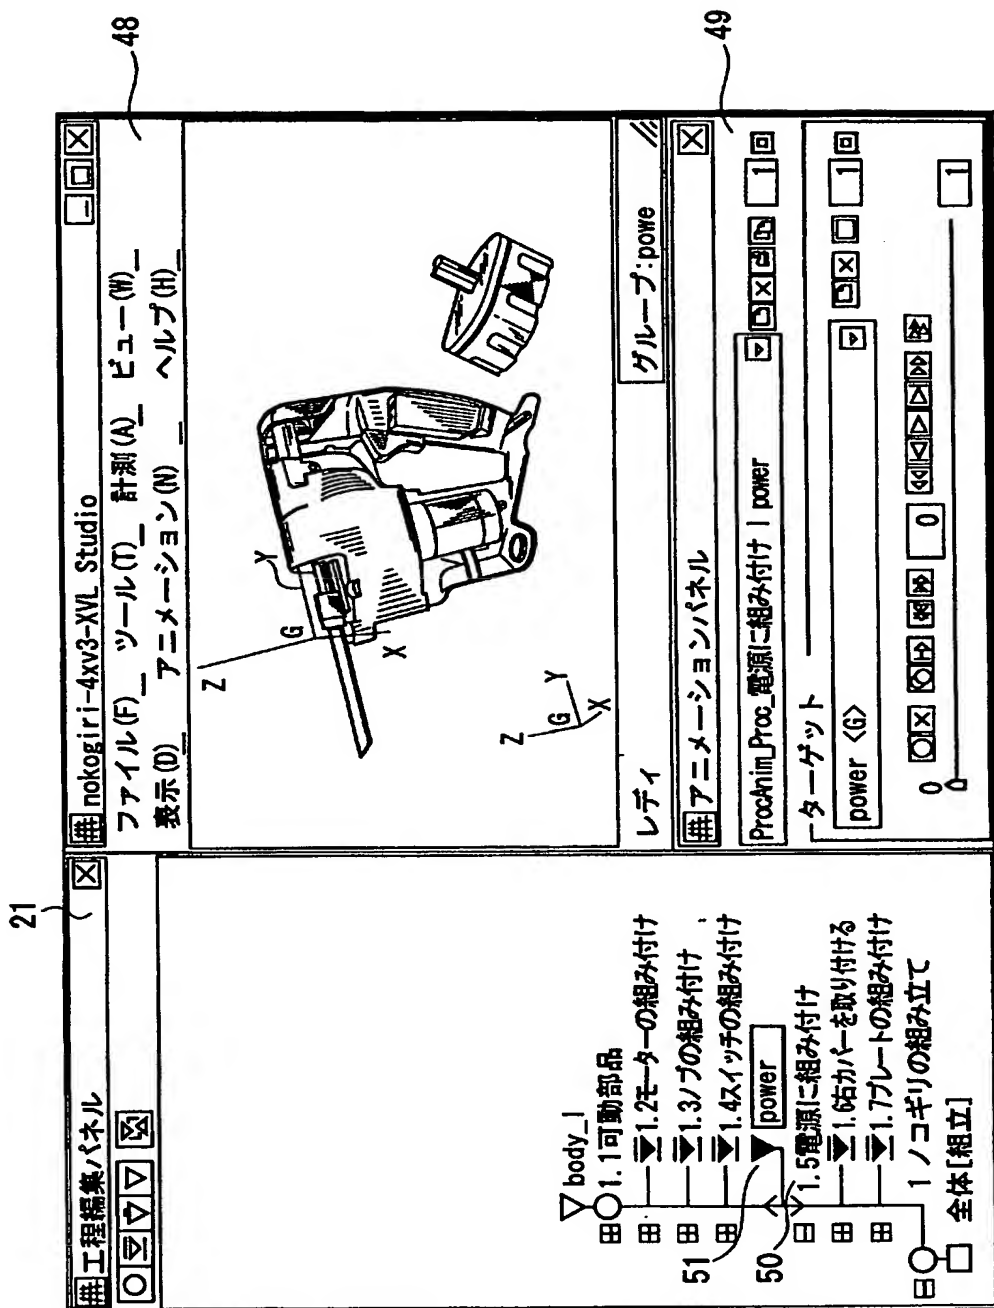 21
工程編集パネル
body_1
1.1可動部品
1.2モーターの組み付け
1.3ノブの組み付け
1.4スイッチの組み付け
51
power
50
1.5電源に組み付け
1.6右カバーを取り付ける
1.7プレートの組み付け
1 ノコギリの組み立て
全体[組立]
48
nokogiri-4xv3-XVL Studio
ファイル(F)_ ツール(T)_ 計測(A)_ ビュー(W)_
表示(D)_ アニメーション(N)_ ヘルプ(H)_
Z
G
Y
X
Z
G
Y
X
レディ
グループ:powe
49
アニメーションパネル
ProcAnim_Proc_電源に組み付け | power
1
ターゲット
power <G>
1
0
0
1